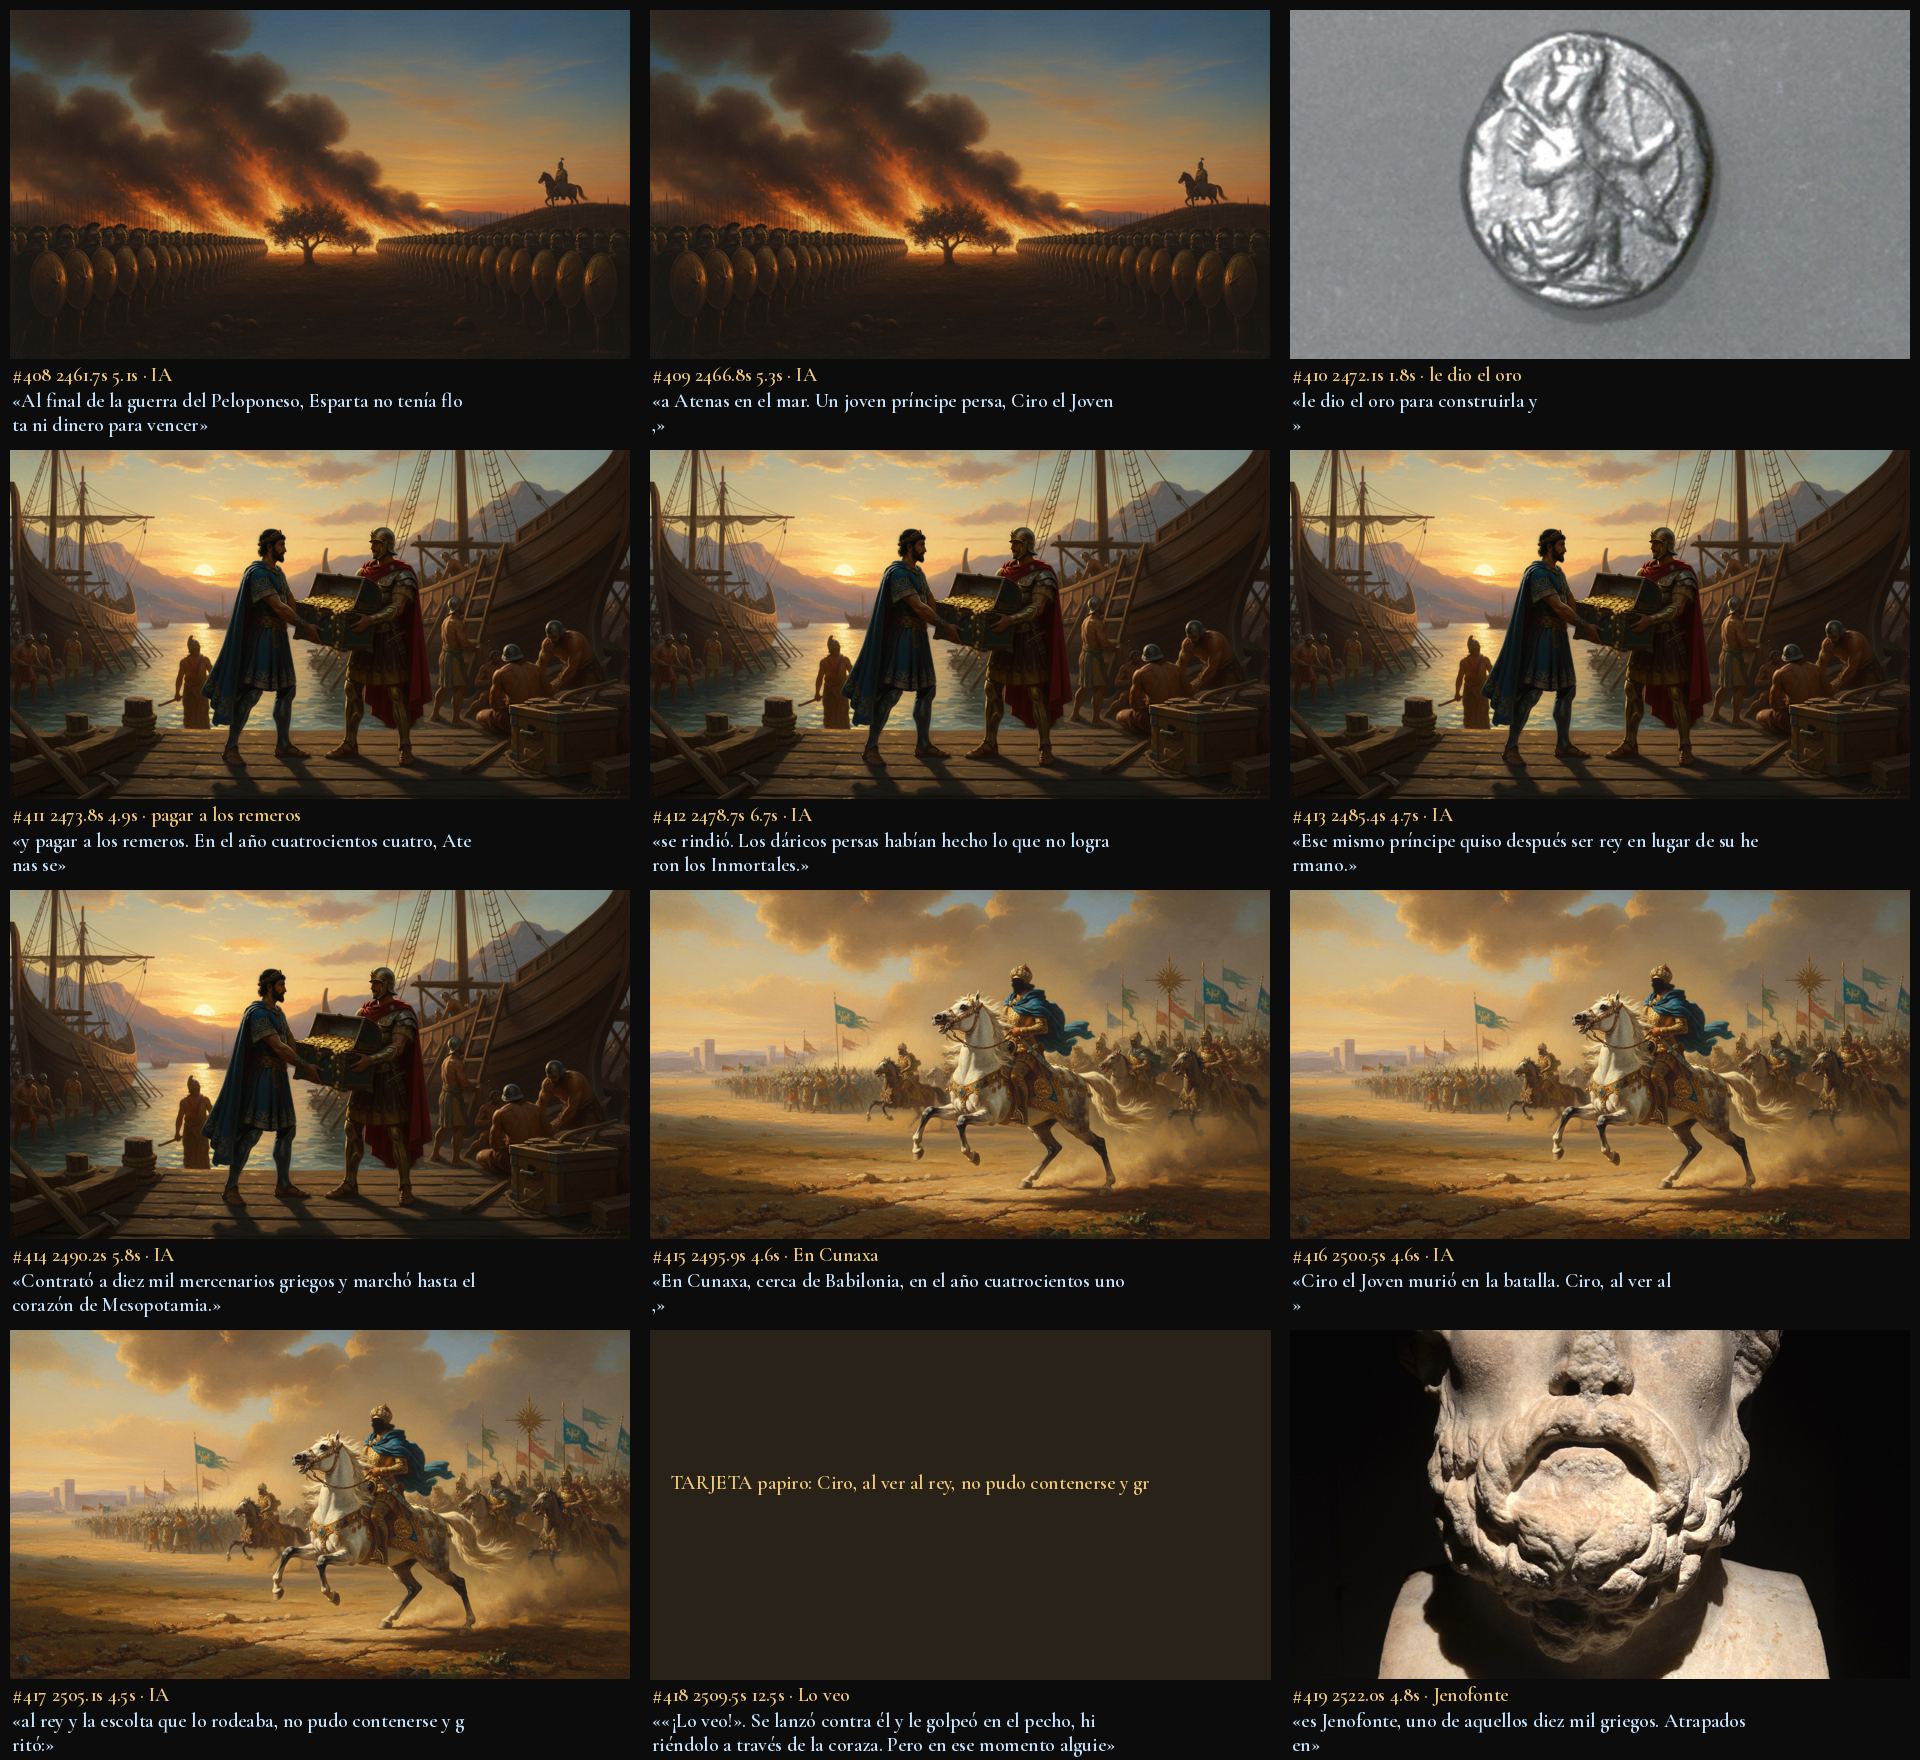 #408 2461.7s 5.1s · IA
«Al final de la guerra del Peloponeso, Esparta no tenía flo
ta ni dinero para vencer»
#409 2466.8s 5.3s · IA
«a Atenas en el mar. Un joven príncipe persa, Ciro el Joven
,»
#410 2472.1s 1.8s · le dio el oro
«le dio el oro para construirla y
»
#411 2473.8s 4.9s · pagar a los remeros
«y pagar a los remeros. En el año cuatrocientos cuatro, Ate
nas se»
#412 2478.7s 6.7s · IA
«se rindió. Los dáricos persas habían hecho lo que no logra
ron los Inmortales.»
#413 2485.4s 4.7s · IA
«Ese mismo príncipe quiso después ser rey en lugar de su he
rmano.»
#414 2490.2s 5.8s · IA
«Contrató a diez mil mercenarios griegos y marchó hasta el
corazón de Mesopotamia.»
#415 2495.9s 4.6s · En Cunaxa
«En Cunaxa, cerca de Babilonia, en el año cuatrocientos uno
,»
#416 2500.5s 4.6s · IA
«Ciro el Joven murió en la batalla. Ciro, al ver al
»
#417 2505.1s 4.5s · IA
«al rey y la escolta que lo rodeaba, no pudo contenerse y g
ritó:»
TARJETA papiro: Ciro, al ver al rey, no pudo contenerse y gr
#418 2509.5s 12.5s · Lo veo
««¡Lo veo!». Se lanzó contra él y le golpeó en el pecho, hi
riéndolo a través de la coraza. Pero en ese momento alguie»
#419 2522.0s 4.8s · Jenofonte
«es Jenofonte, uno de aquellos diez mil griegos. Atrapados
en»